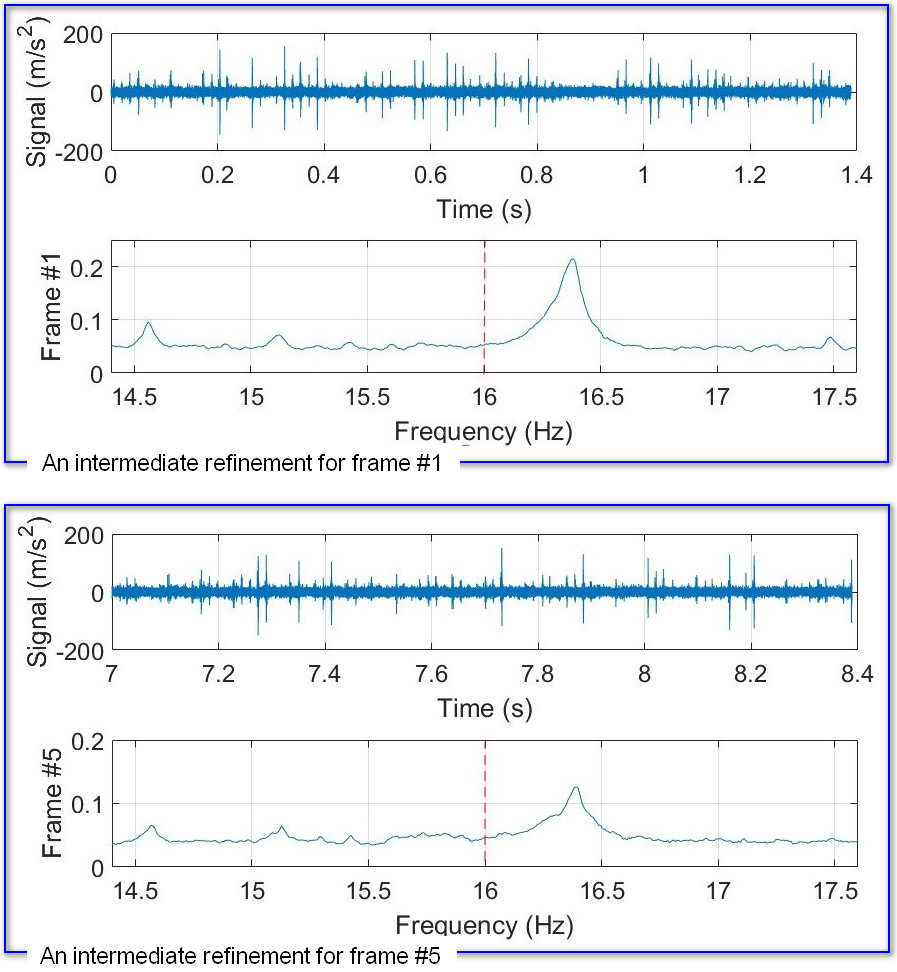 Signal (m/s2)
200
0
-200
0 0.2 0.4 0.6 0.8 1 1.2 1.4
Time (s)
Frame #1
0.2
0.1
0
14.5 15 15.5 16 16.5 17 17.5
Frequency (Hz)
An intermediate refinement for frame #1
Signal (m/s2)
200
0
-200
7 7.2 7.4 7.6 7.8 8 8.2 8.4
Time (s)
Frame #5
0.2
0.1
0
14.5 15 15.5 16 16.5 17 17.5
Frequency (Hz)
An intermediate refinement for frame #5